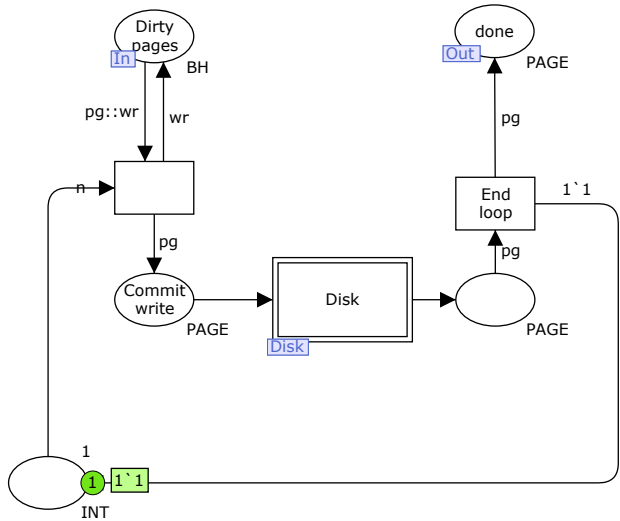 Dirty
pages
In
BH
done
Out
PAGE
pg::wr
wr
pg
n
End
loop
1`1
pg
pg
Commit
write
PAGE
Disk
Disk
PAGE
1
1
1`1
INT